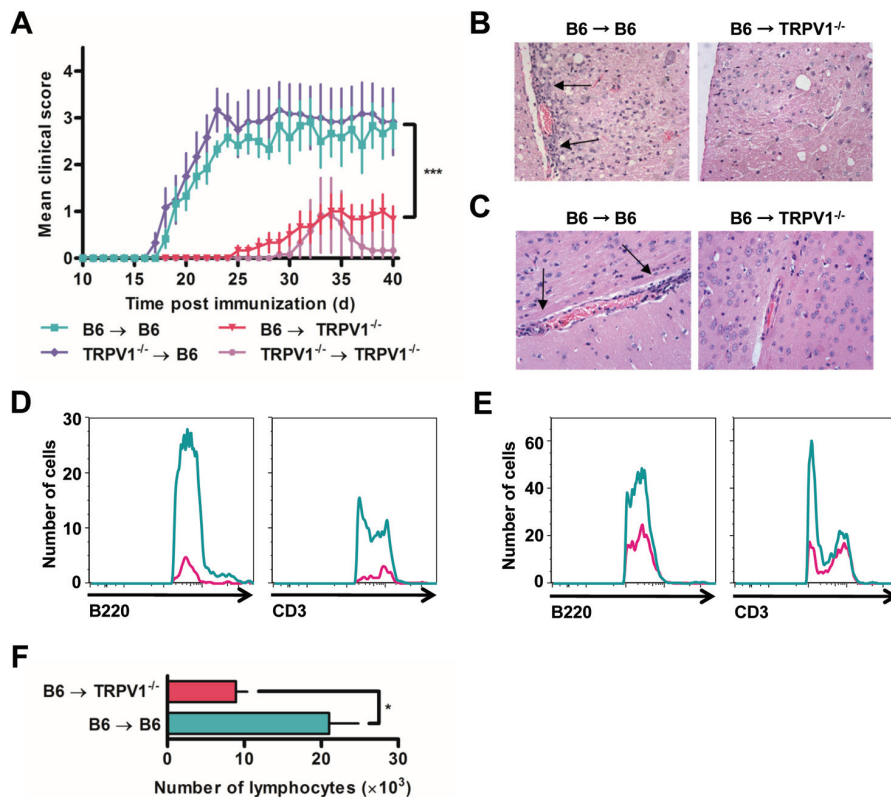 A
Mean clinical score
4
3
2
1
0
10 15 20 25 30 35 40
Time post immunization (d)
***
B6 → B6
B6 → TRPV1-/-
TRPV1-/- → B6
TRPV1-/- → TRPV1-/-
B
B6 → B6
B6 → TRPV1-/-
C
B6 → B6
B6 → TRPV1-/-
D
Number of cells
30
20
10
0
B220
CD3
E
Number of cells
60
40
20
0
B220
CD3
F
B6 → TRPV1-/-
B6 → B6
*
0 10 20 30
Number of lymphocytes (×10³)